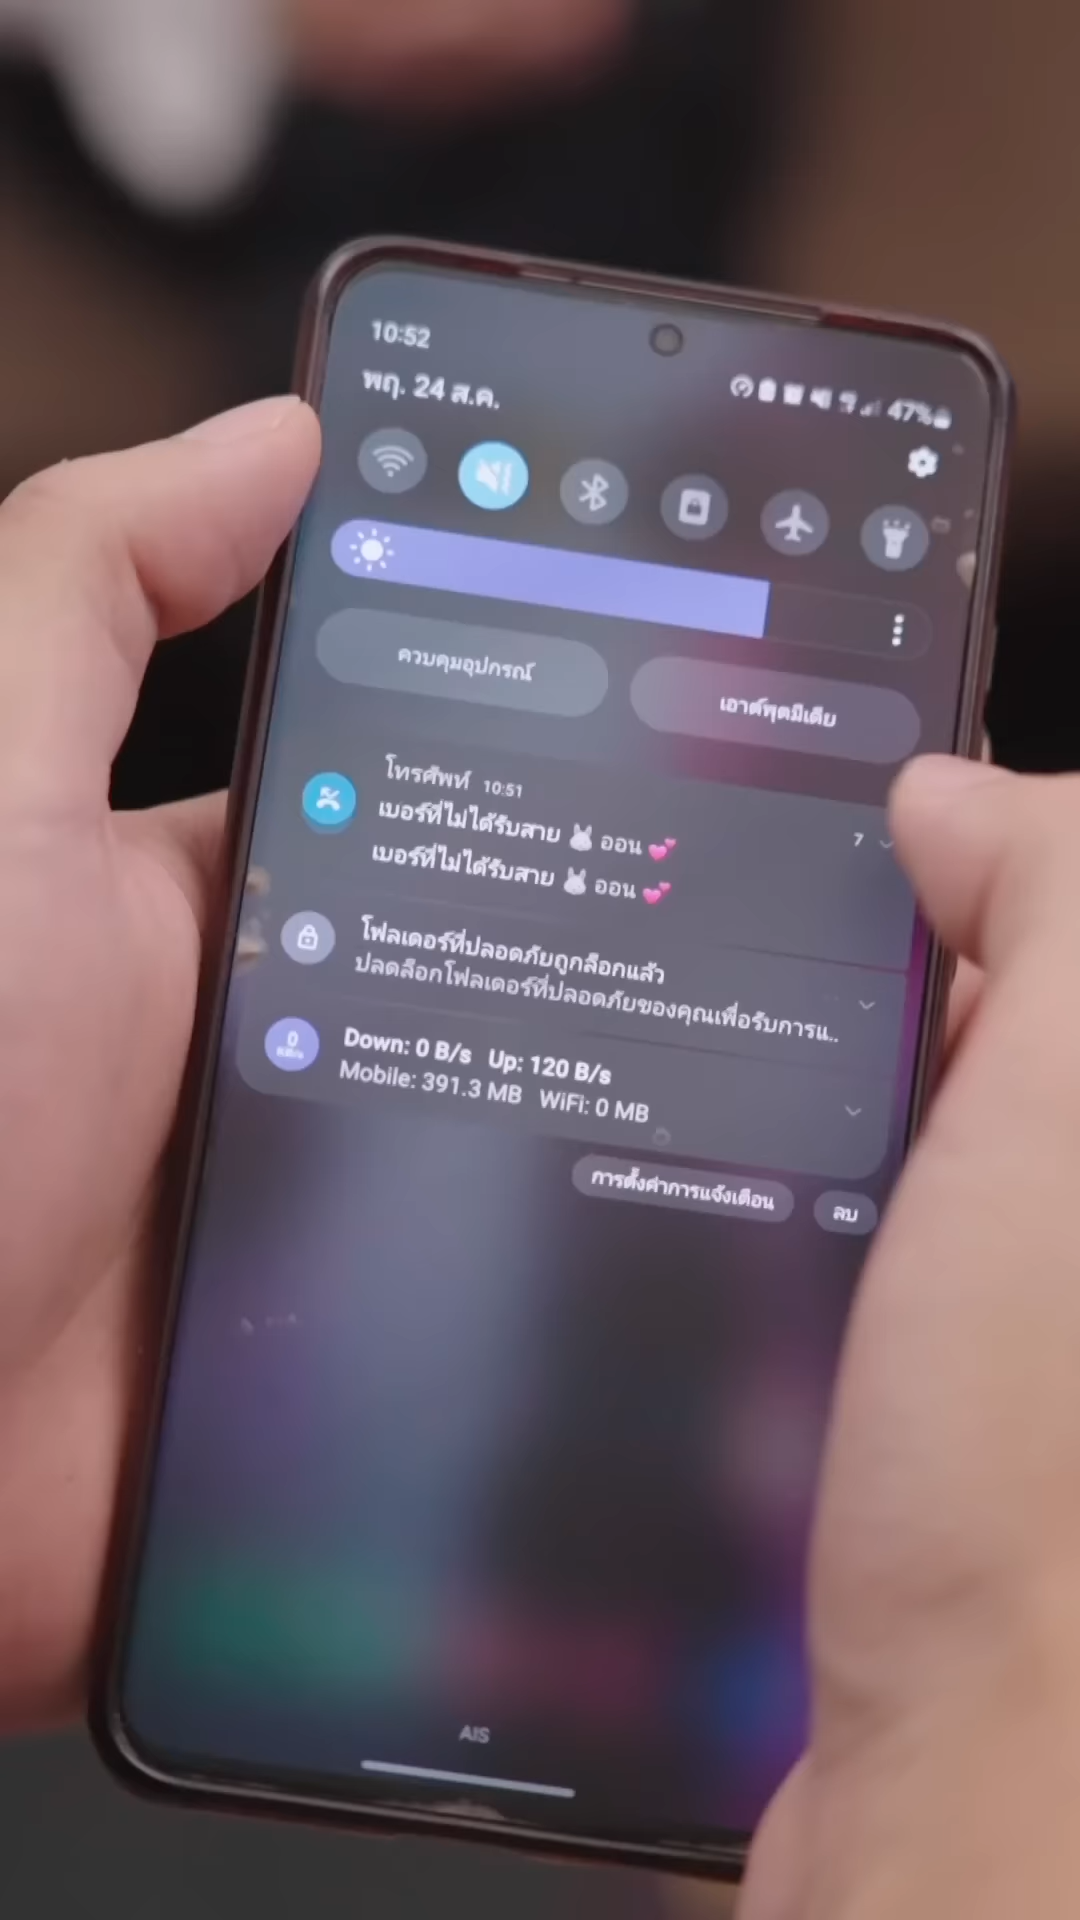 10:52
47%
พฤ. 24 ส.ค.
ควบคุมอุปกรณ์
เอาต์พุตมีเดีย
โทรศัพท์ 10:51
เบอร์ที่ไม่ได้รับสาย 🐰 ออน 💕
7
เบอร์ที่ไม่ได้รับสาย 🐰 ออน 💕
โฟลเดอร์ที่ปลอดภัยถูกล็อกแล้ว
ปลดล็อกโฟลเดอร์ที่ปลอดภัยของคุณเพื่อรับการแ..
0
KB/s
Down: 0 B/s Up: 120 B/s
Mobile: 391.3 MB WiFi: 0 MB
การตั้งค่าการแจ้งเตือน
ลบ
AIS